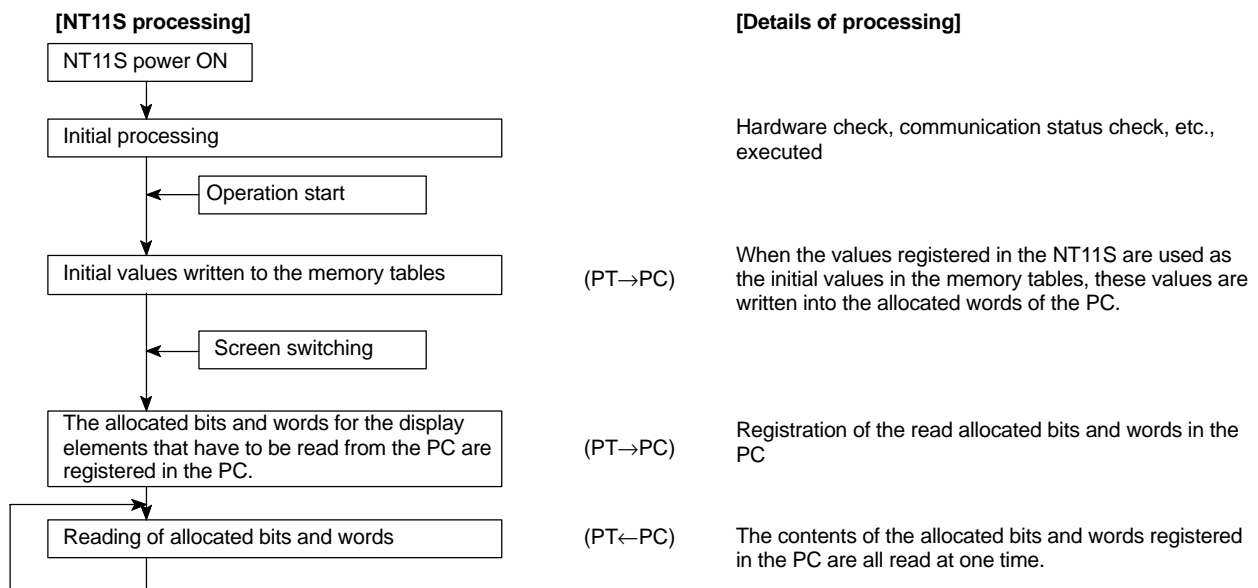 [NT11S processing]
[Details of processing]
NT11S power ON
Initial processing
Hardware check, communication status check, etc.,
executed
Operation start
Initial values written to the memory tables
(PT→PC)
When the values registered in the NT11S are used as
the initial values in the memory tables, these values are
written into the allocated words of the PC.
Screen switching
The allocated bits and words for the display
elements that have to be read from the PC are
registered in the PC.
(PT→PC)
Registration of the read allocated bits and words in the
PC
Reading of allocated bits and words
(PT←PC)
The contents of the allocated bits and words registered
in the PC are all read at one time.